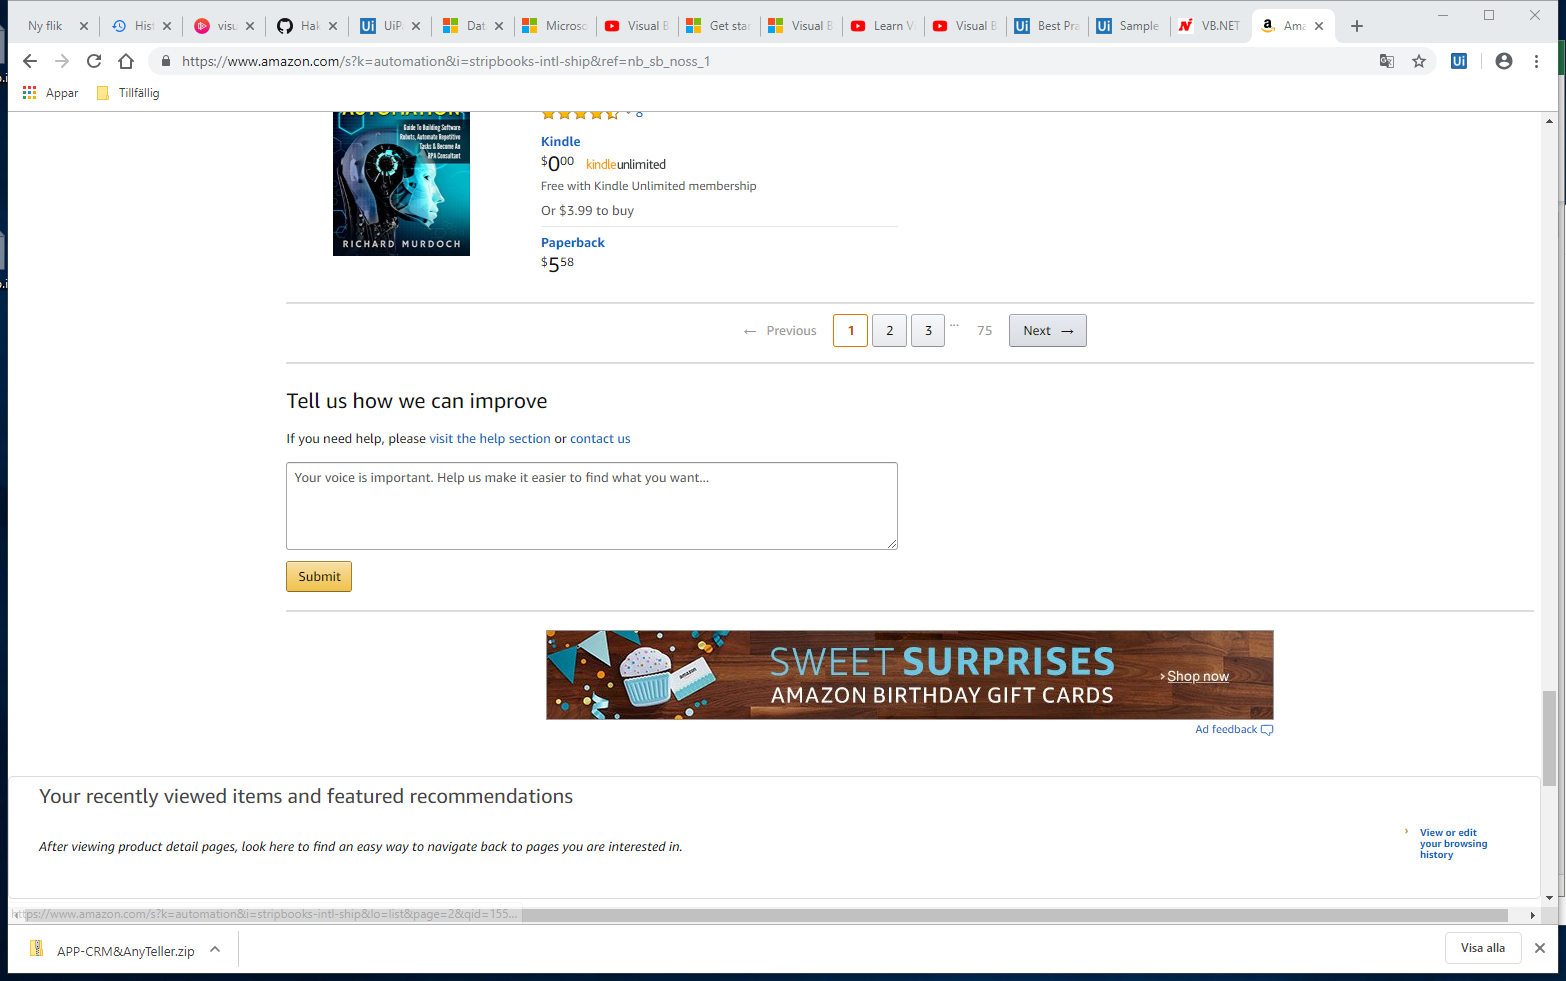 Ny flik
Hist
visu
Hak
UiPa
Dat
Microsc
Visual B
Get star
Visual B
Learn Vi
Visual B
Best Pra
Sample
VB.NET
Ama
https://www.amazon.com/s?k=automation&i=stripbooks-intl-ship&ref=nb_sb_noss_1
Appar
Tillfällig
AUTOMATION
Guide To Building Software
Robots, Automate Repetitive
Tasks & Become An
RPA Consultant
RICHARD MURDOCH
8
Kindle
$000 kindleunlimited
Free with Kindle Unlimited membership
Or $3.99 to buy
Paperback
$558
← Previous 1 2 3 ... 75 Next →
Tell us how we can improve
If you need help, please visit the help section or contact us
Your voice is important. Help us make it easier to find what you want...
Submit
amazon
SWEET SURPRISES
AMAZON BIRTHDAY GIFT CARDS
› Shop now
Ad feedback
Your recently viewed items and featured recommendations
After viewing product detail pages, look here to find an easy way to navigate back to pages you are interested in.
› View or edit
your browsing
history
https://www.amazon.com/s?k=automation&i=stripbooks-intl-ship&lo=list&page=2&qid=155...
APP-CRM&AnyTeller.zip
Visa alla